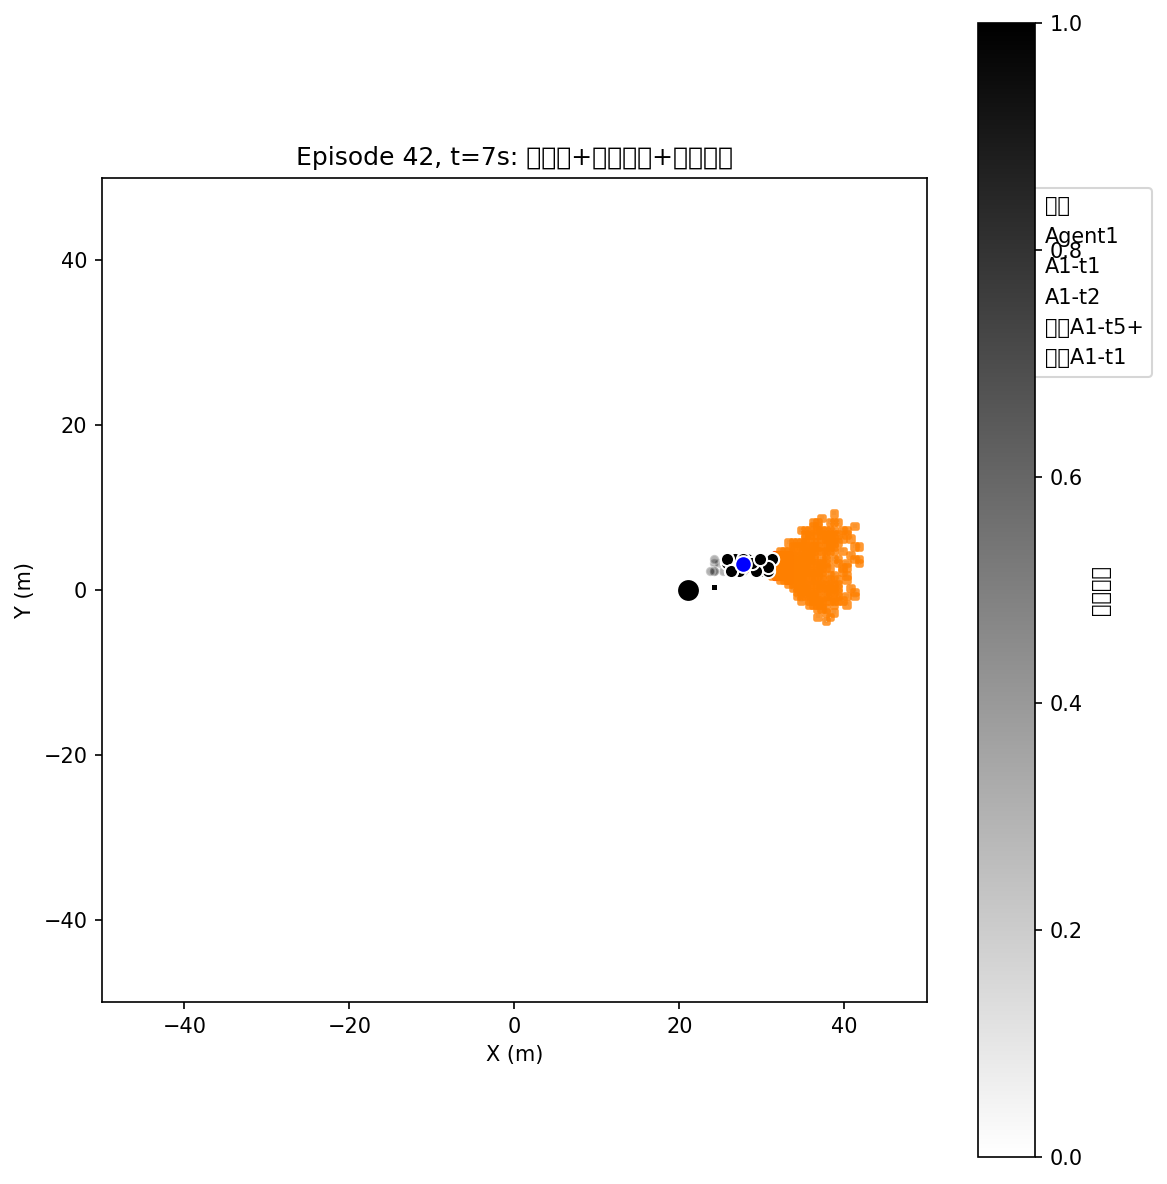 Episode 42, t=7s: □□□+□□□□+□□□□
1.0
0.8
0.6
0.4
0.2
0.0
□□□□
□□
Agent1
A1-t1
A1-t2
□□A1-t5+
□□A1-t1
40
20
0
−20
−40
Y (m)
−40
−20
0
20
40
X (m)